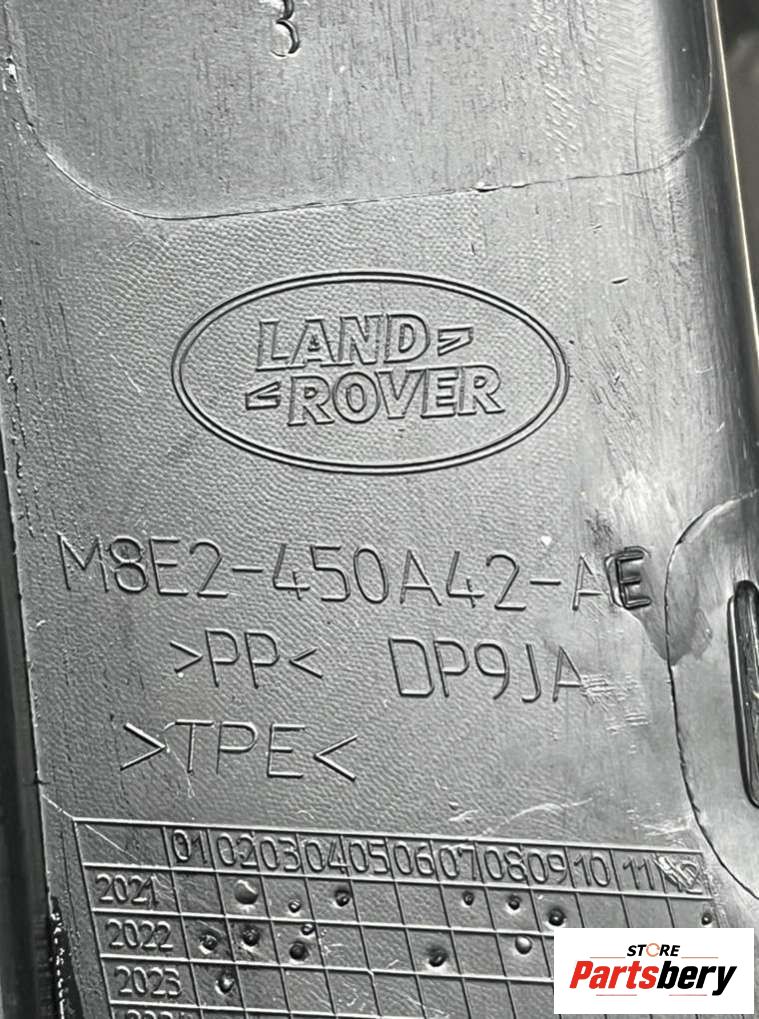 3
LAND
ROVER
M8E2-450A42-AE
>PP< DP9JA
>TPE<
01 02 03 04 05 06 07 08 09 10 11 12
2021
2022
2023
STORE
Partsbery